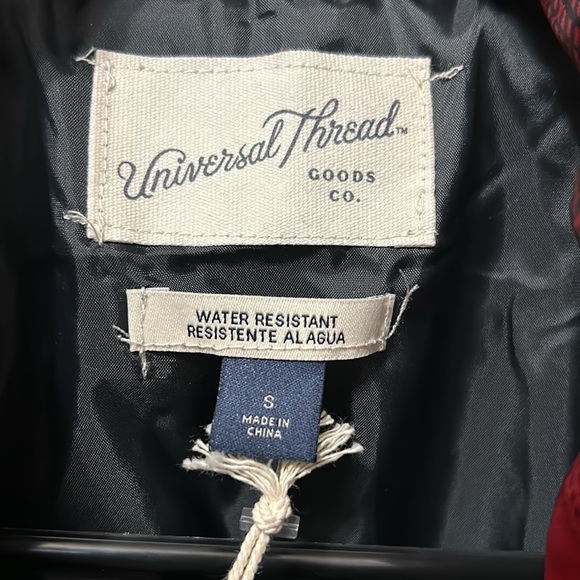 Universal Thread™
GOODS
CO.
WATER RESISTANT
RESISTENTE AL AGUA
S
MADE IN
CHINA